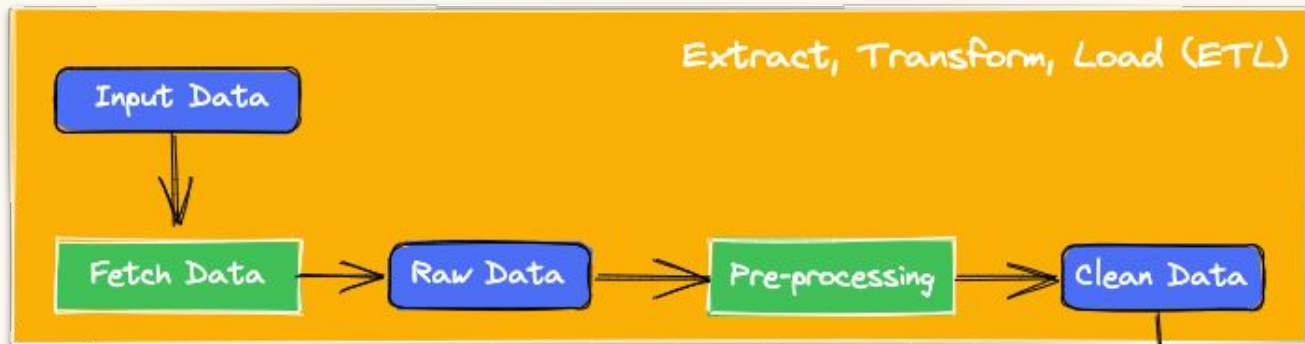 Extract, Transform, Load (ETL)
Input Data
Fetch Data
Raw Data
Pre-processing
Clean Data